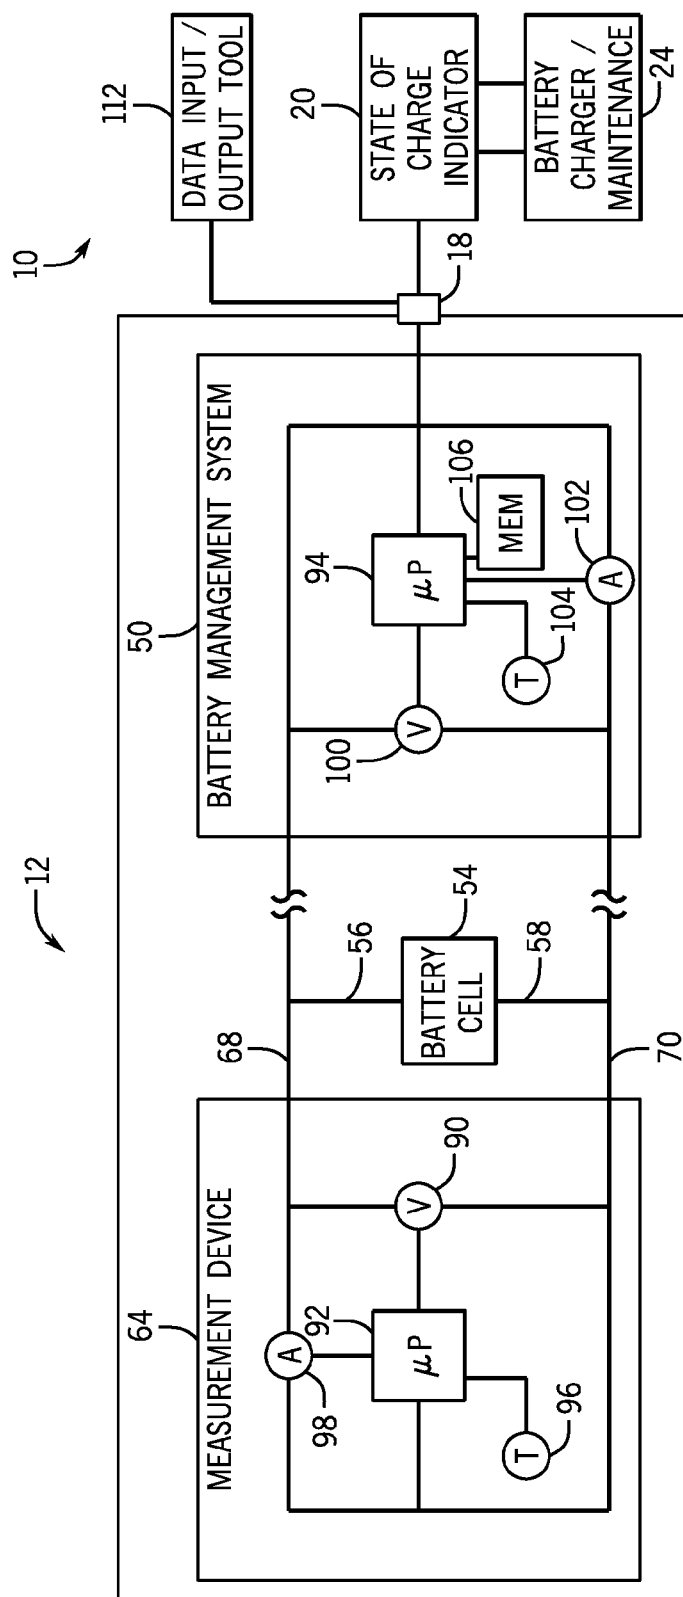 10
12
112
DATA INPUT /
OUTPUT TOOL
20
STATE OF
CHARGE
INDICATOR
BATTERY
CHARGER /
MAINTENANCE
24
18
50
BATTERY MANAGEMENT SYSTEM
94
μP
106
MEM
102
A
104
T
100
V
56
54
BATTERY
CELL
58
68
70
64
MEASUREMENT DEVICE
90
V
92
μP
A
98
T
96